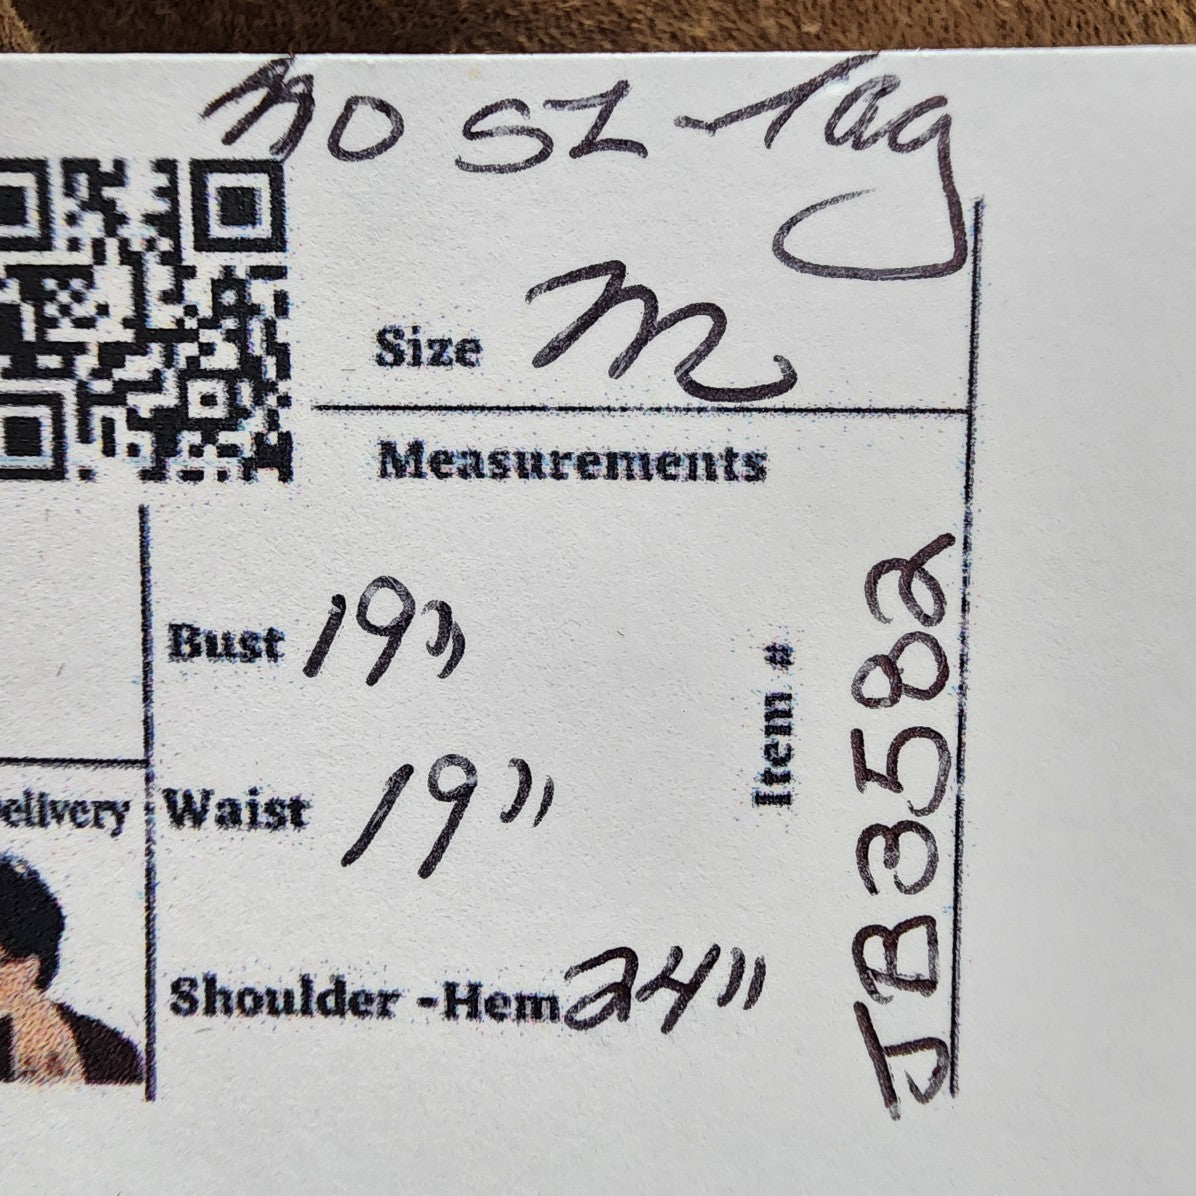 no SZ Tag
Size M
Measurements
Bust 19"
Waist 19"
Shoulder -Hem 24"
Item # JB3582
elivery